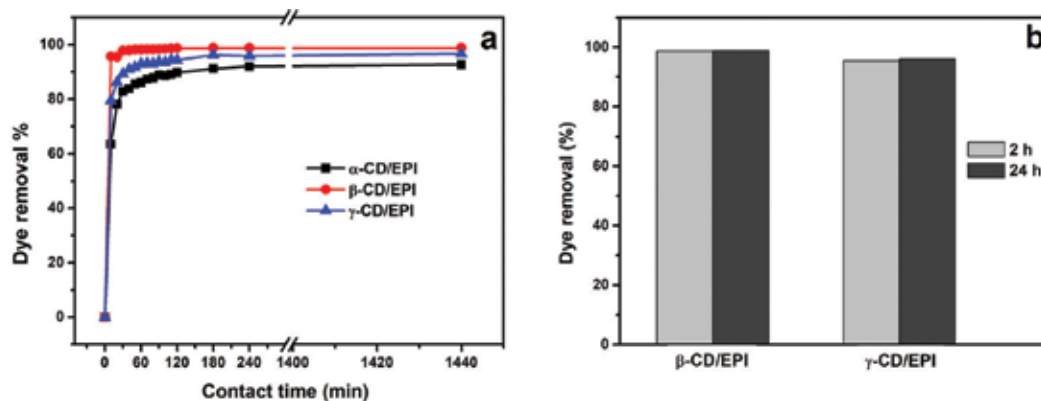 a
Dye removal %
100
80
60
40
20
0
α-CD/EPI
β-CD/EPI
γ-CD/EPI
0 60 120 180 240 1400 1420 1440
Contact time (min)
b
Dye removal (%)
100
80
60
40
20
0
2 h
24 h
β-CD/EPI γ-CD/EPI